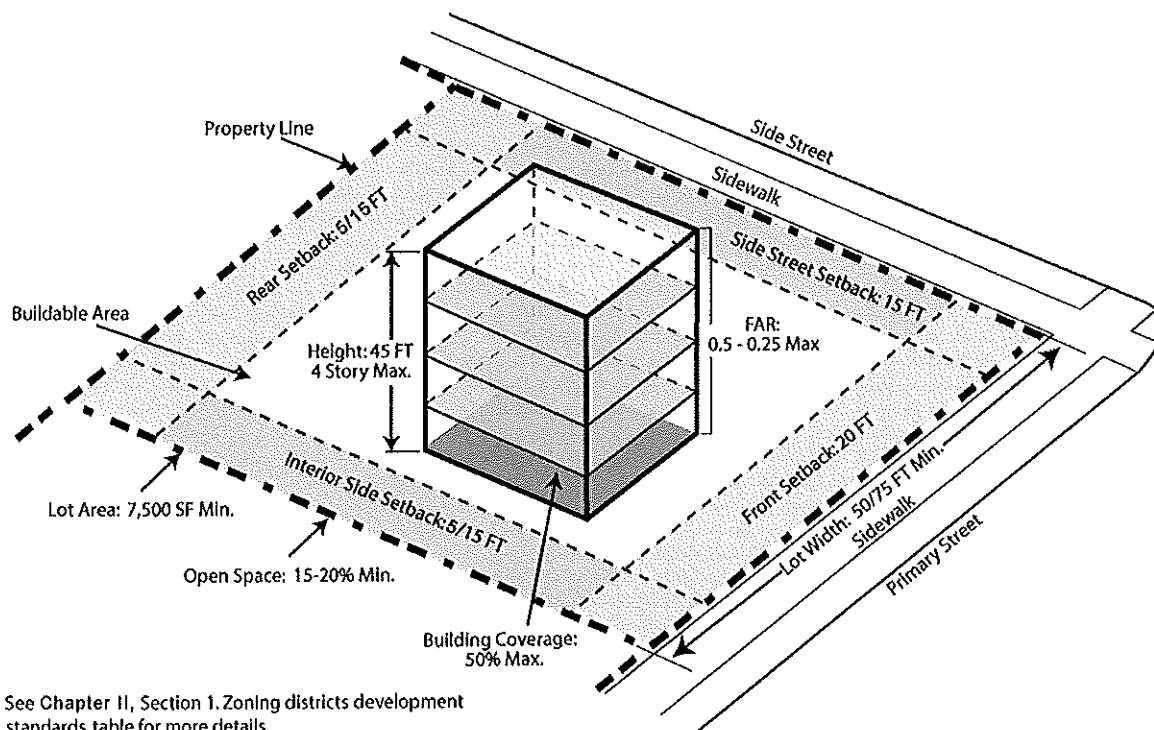 Side Street
Property Line
Sidewalk
Rear Setback: 5/15 FT
Side Street Setback: 15 FT
Buildable Area
FAR:
0.5 - 0.25 Max
Height: 45 FT
4 Story Max.
Interior Side Setback: 5/15 FT
Front Setback: 20 FT
Lot Width: 50/75 FT Min.
Sidewalk
Primary Street
Lot Area: 7,500 SF Min.
Open Space: 15-20% Min.
Building Coverage:
50% Max.
See Chapter II, Section 1. Zoning districts development
standards table for more details.